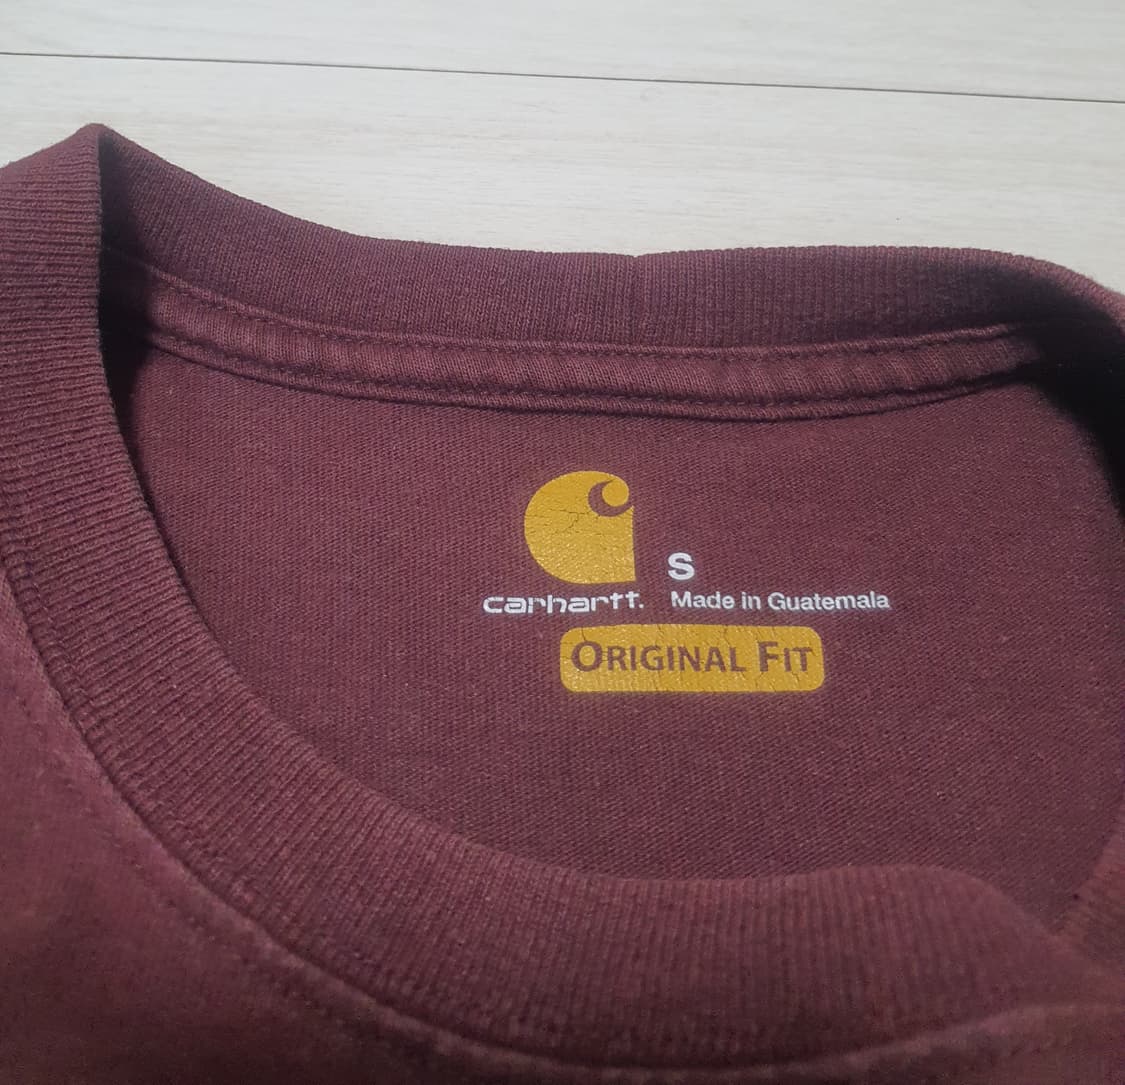 S
carhartt. Made in Guatemala
ORIGINAL FIT